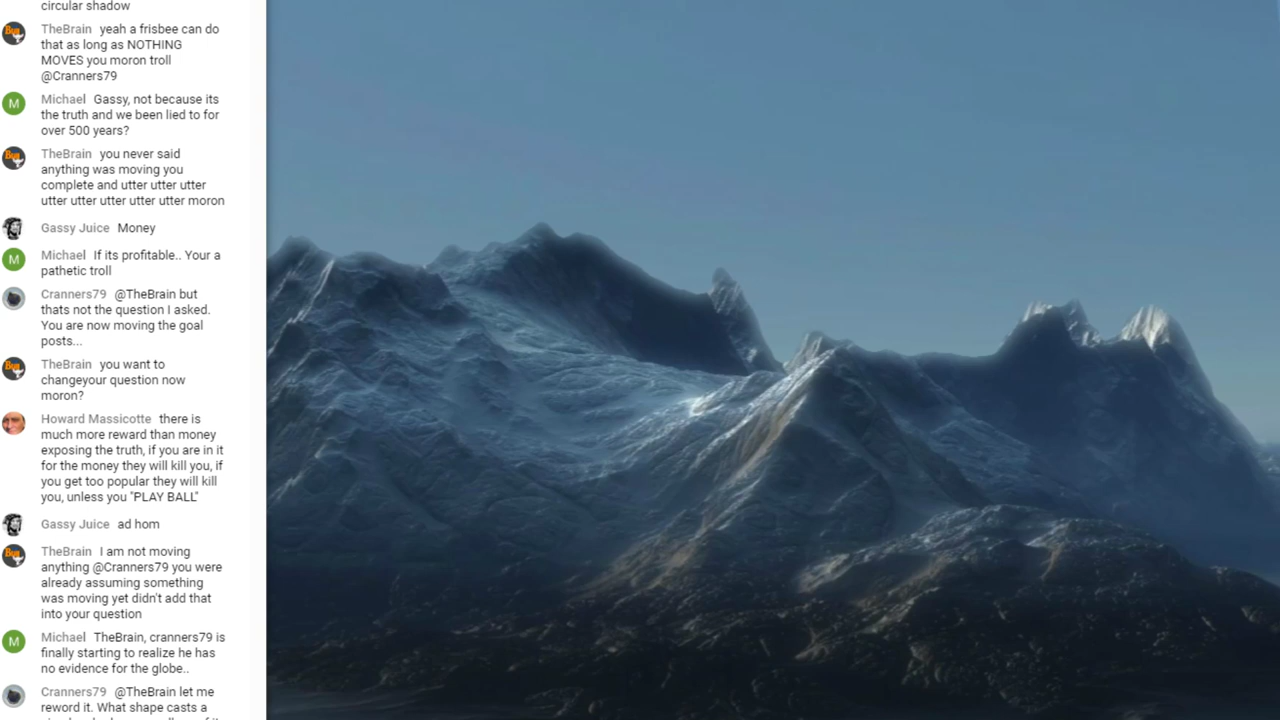 circular shadow
TheBrain yeah a frisbee can do
that as long as NOTHING
MOVES you moron troll
@Cranners79
M
Michael Gassy, not because its
the truth and we been lied to for
over 500 years?
TheBrain you never said
anything was moving you
complete and utter utter utter
utter utter utter utter utter moron
Gassy Juice Money
M
Michael If its profitable.. Your a
pathetic troll
Cranners79 @TheBrain but
thats not the question I asked.
You are now moving the goal
posts...
TheBrain you want to
changeyour question now
moron?
Howard Massicotte there is
much more reward than money
exposing the truth, if you are in it
for the money they will kill you, if
you get too popular they will kill
you, unless you "PLAY BALL"
Gassy Juice ad hom
TheBrain I am not moving
anything @Cranners79 you were
already assuming something
was moving yet didn't add that
into your question
M
Michael TheBrain, cranners79 is
finally starting to realize he has
no evidence for the globe..
Cranners79 @TheBrain let me
reword it. What shape casts a